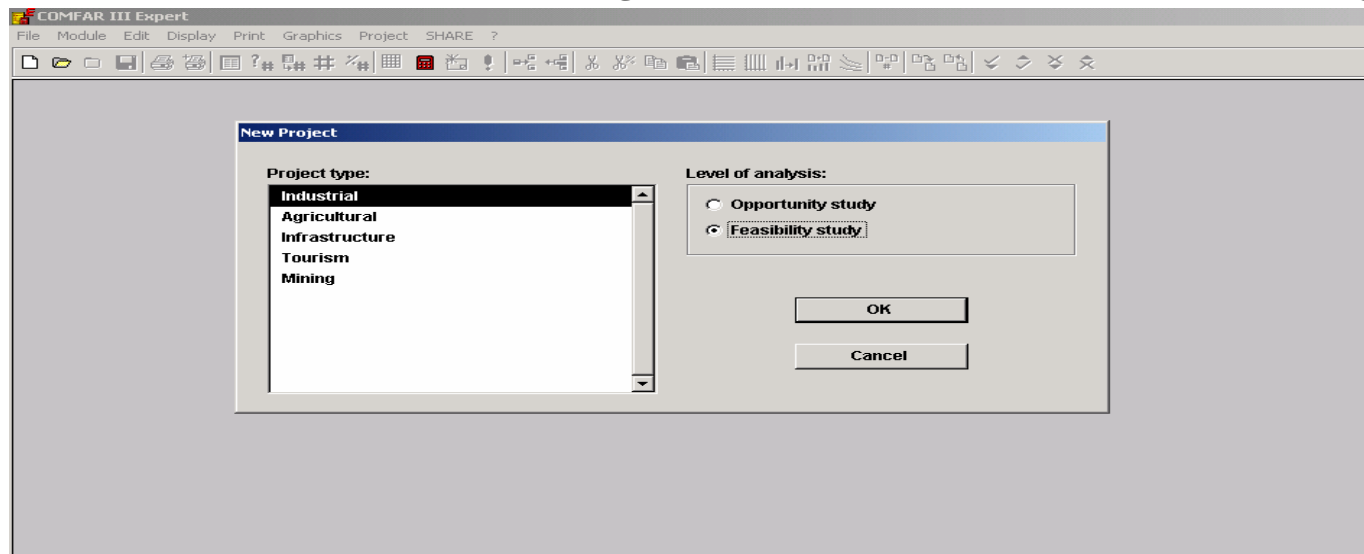 COMFAR III Expert
File Module Edit Display Print Graphics Project SHARE ?
New Project
Project type:
Industrial
Agricultural
Infrastructure
Tourism
Mining
Level of analysis:
Opportunity study
Feasibility study
OK
Cancel